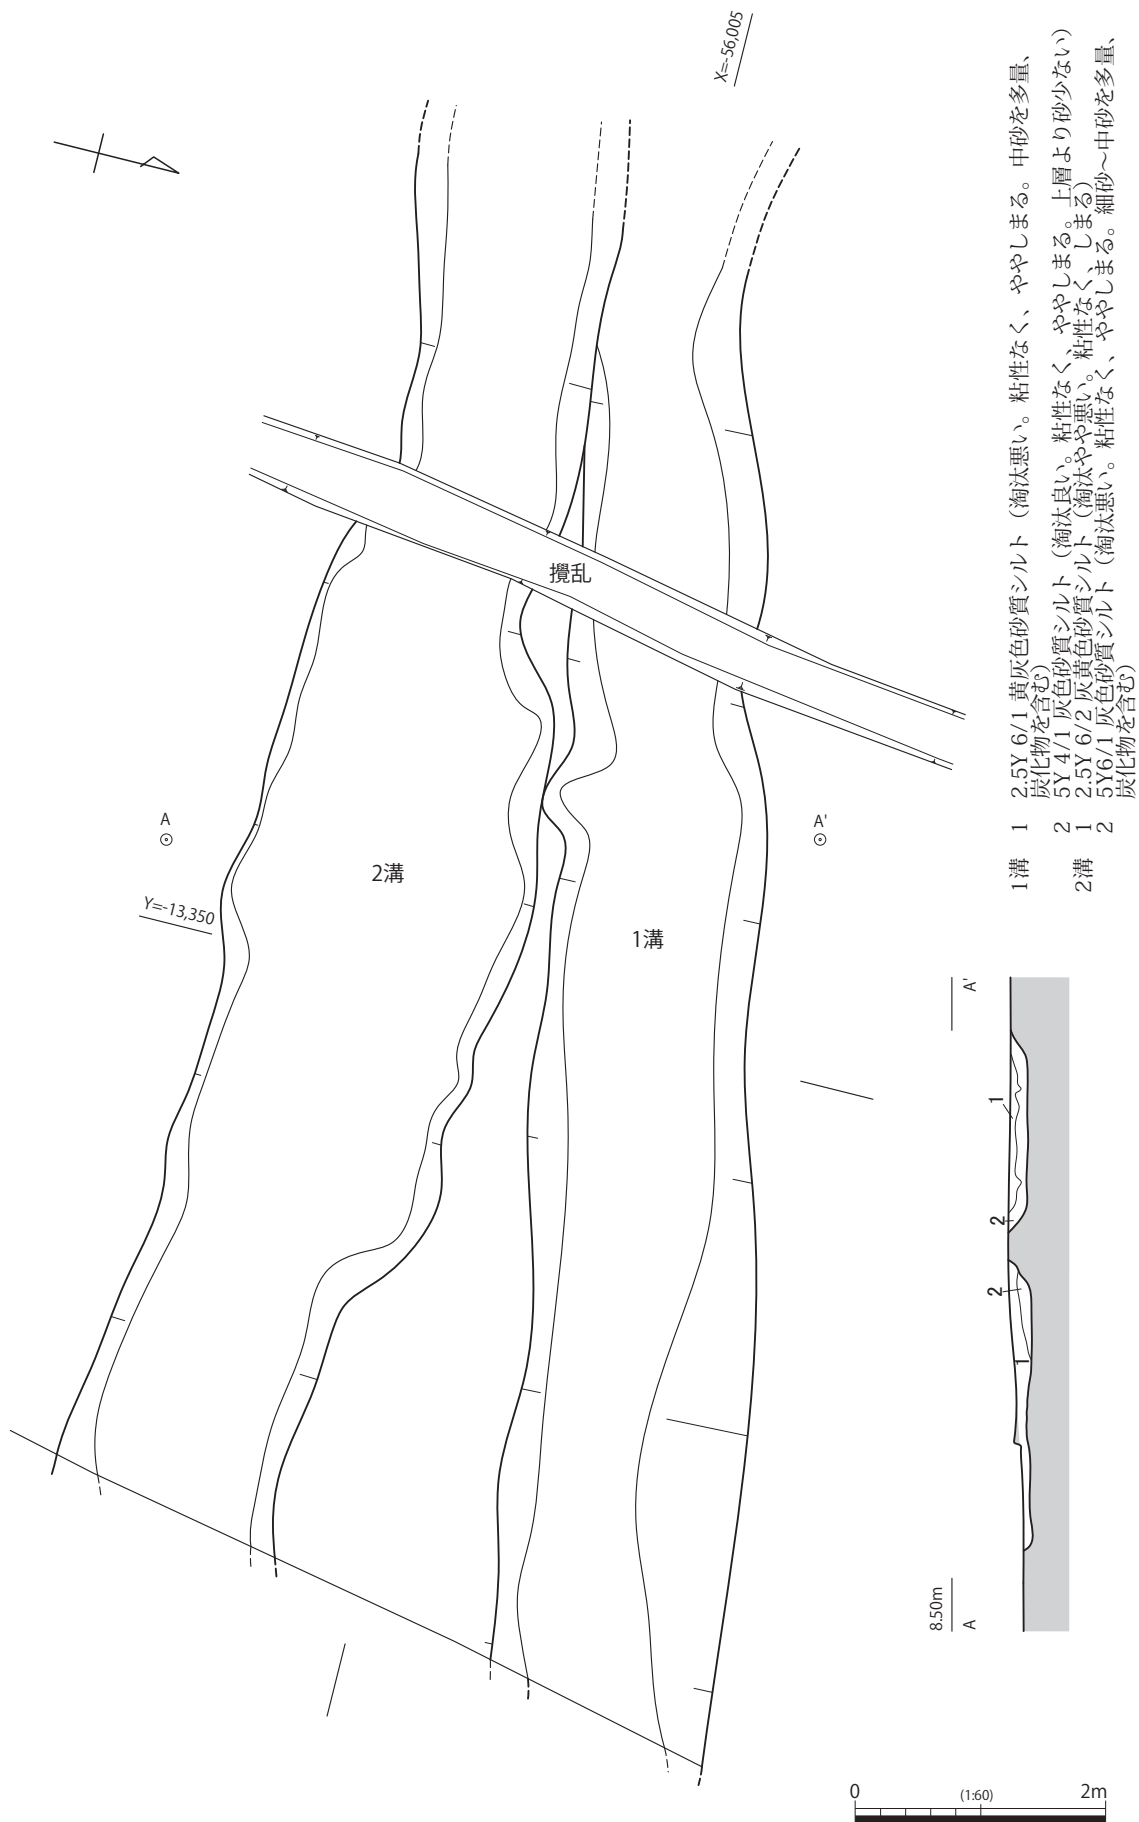 X=-56,005
攪乱
A
A'
Y=-13,350
2溝
1溝
1溝 1 2.5Y 6/1 黄灰色砂質シルト（淘汰悪い。粘性なく、ややしまる。中砂を多量、
炭化物を含む）
2 5Y 4/1 灰色砂質シルト（淘汰良い。粘性なく、ややしまる。上層より砂少ない）
2溝 1 2.5Y 6/2 灰黄色砂質シルト（淘汰やや悪い。粘性なく、しまる）
2 5Y6/1 灰色砂質シルト（淘汰悪い。粘性なく、ややしまる。細砂～中砂を多量、
炭化物を含む）
A'
1
2
2
1
8.50m
A
0 (1:60) 2m